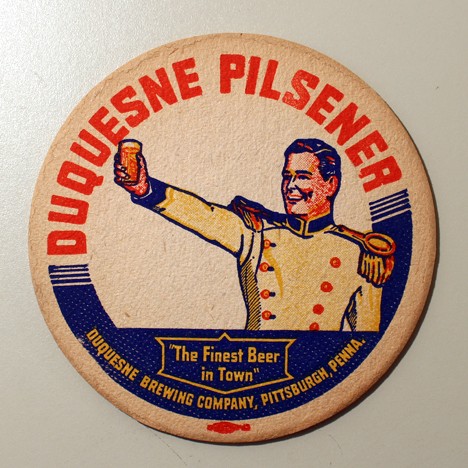 DUQUESNE PILSENER
"The Finest Beer
in Town"
DUQUESNE BREWING COMPANY, PITTSBURGH, PENNA.